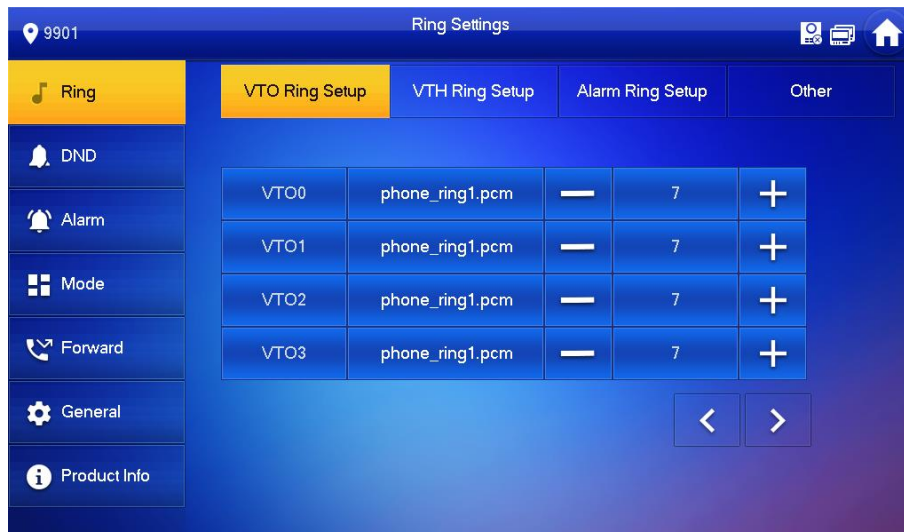 9901
Ring Settings
Ring
DND
Alarm
Mode
Forward
General
Product Info
VTO Ring Setup VTH Ring Setup Alarm Ring Setup Other
VTO0 phone_ring1.pcm 7
VTO1 phone_ring1.pcm 7
VTO2 phone_ring1.pcm 7
VTO3 phone_ring1.pcm 7